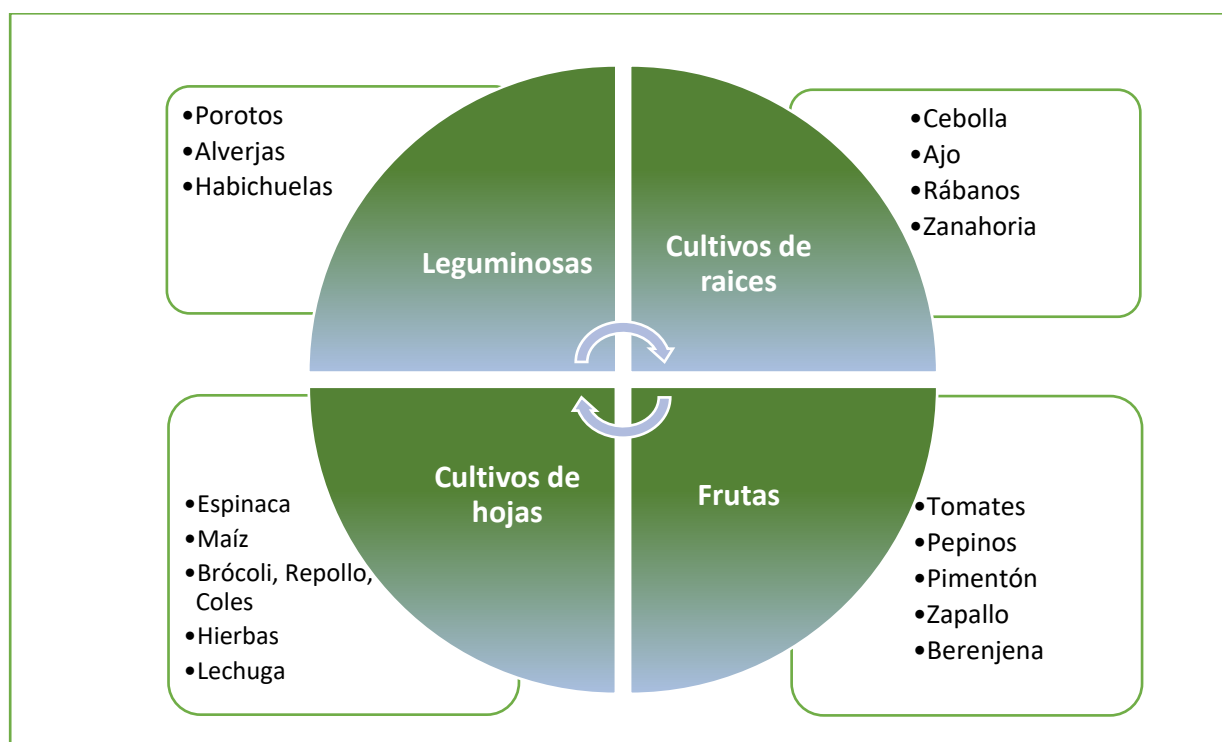 •Porotos
•Alverjas
•Habichuelas
Leguminosas
•Cebolla
•Ajo
•Rábanos
•Zanahoria
Cultivos de
raices
•Espinaca
•Maíz
•Brócoli, Repollo,
Coles
•Hierbas
•Lechuga
Cultivos de
hojas
Frutas
•Tomates
•Pepinos
•Pimentón
•Zapallo
•Berenjena